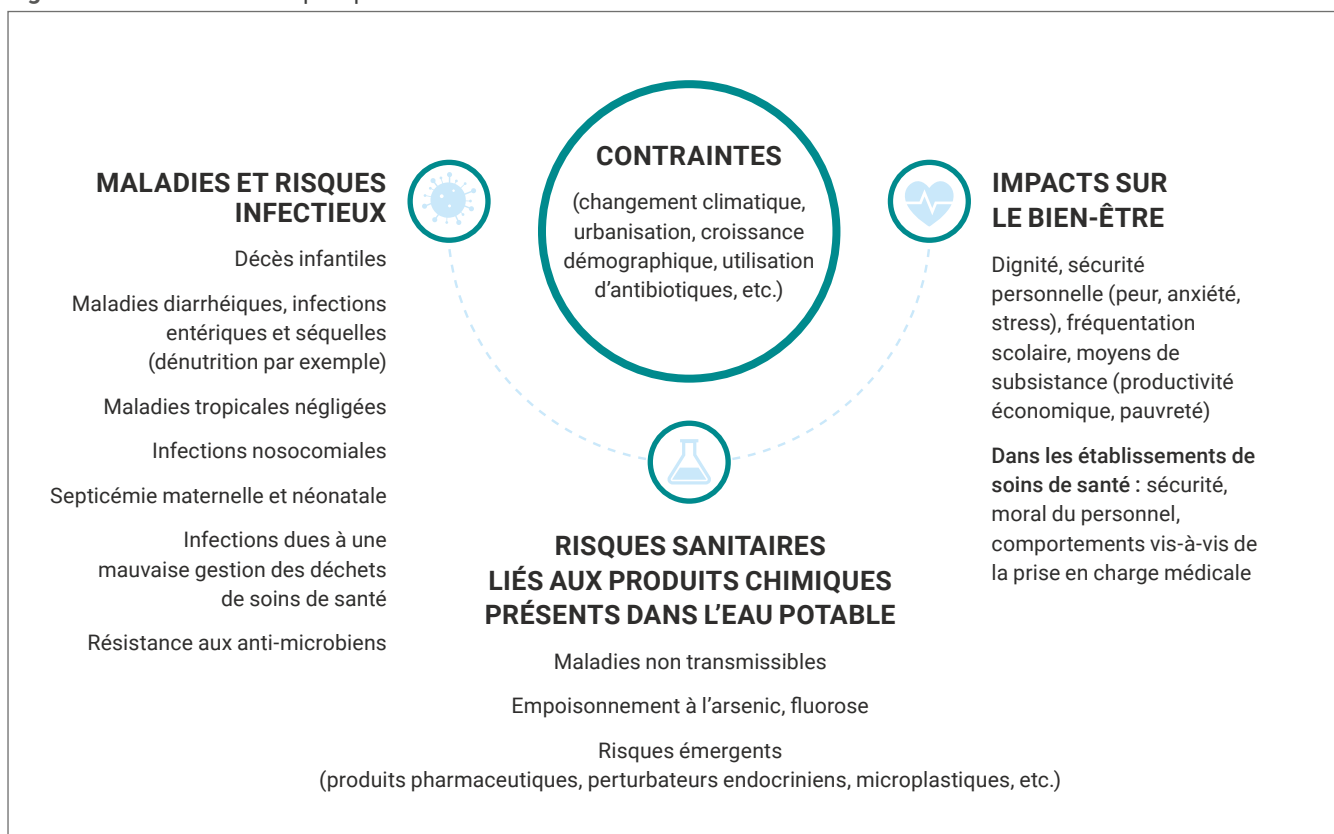 CONTRAINTES
(changement climatique,
urbanisation, croissance
démographique, utilisation
d'antibiotiques, etc.)
MALADIES ET RISQUES
INFECTIEUX
Décès infantiles
Maladies diarrhéiques, infections
entériques et séquelles
(dénutrition par exemple)
Maladies tropicales négligées
Infections nosocomiales
Septicémie maternelle et néonatale
Infections dues à une
mauvaise gestion des déchets
de soins de santé
Résistance aux anti-microbiens
RISQUES SANITAIRES
LIÉS AUX PRODUITS CHIMIQUES
PRÉSENTS DANS L'EAU POTABLE
Maladies non transmissibles
Empoisonnement à l'arsenic, fluorose
Risques émergents
(produits pharmaceutiques, perturbateurs endocriniens, microplastiques, etc.)
IMPACTS SUR
LE BIEN-ÊTRE
Dignité, sécurité
personnelle (peur, anxiété,
stress), fréquentation
scolaire, moyens de
subsistance (productivité
économique, pauvreté)
Dans les établissements de
soins de santé : sécurité,
moral du personnel,
comportements vis-à-vis de
la prise en charge médicale